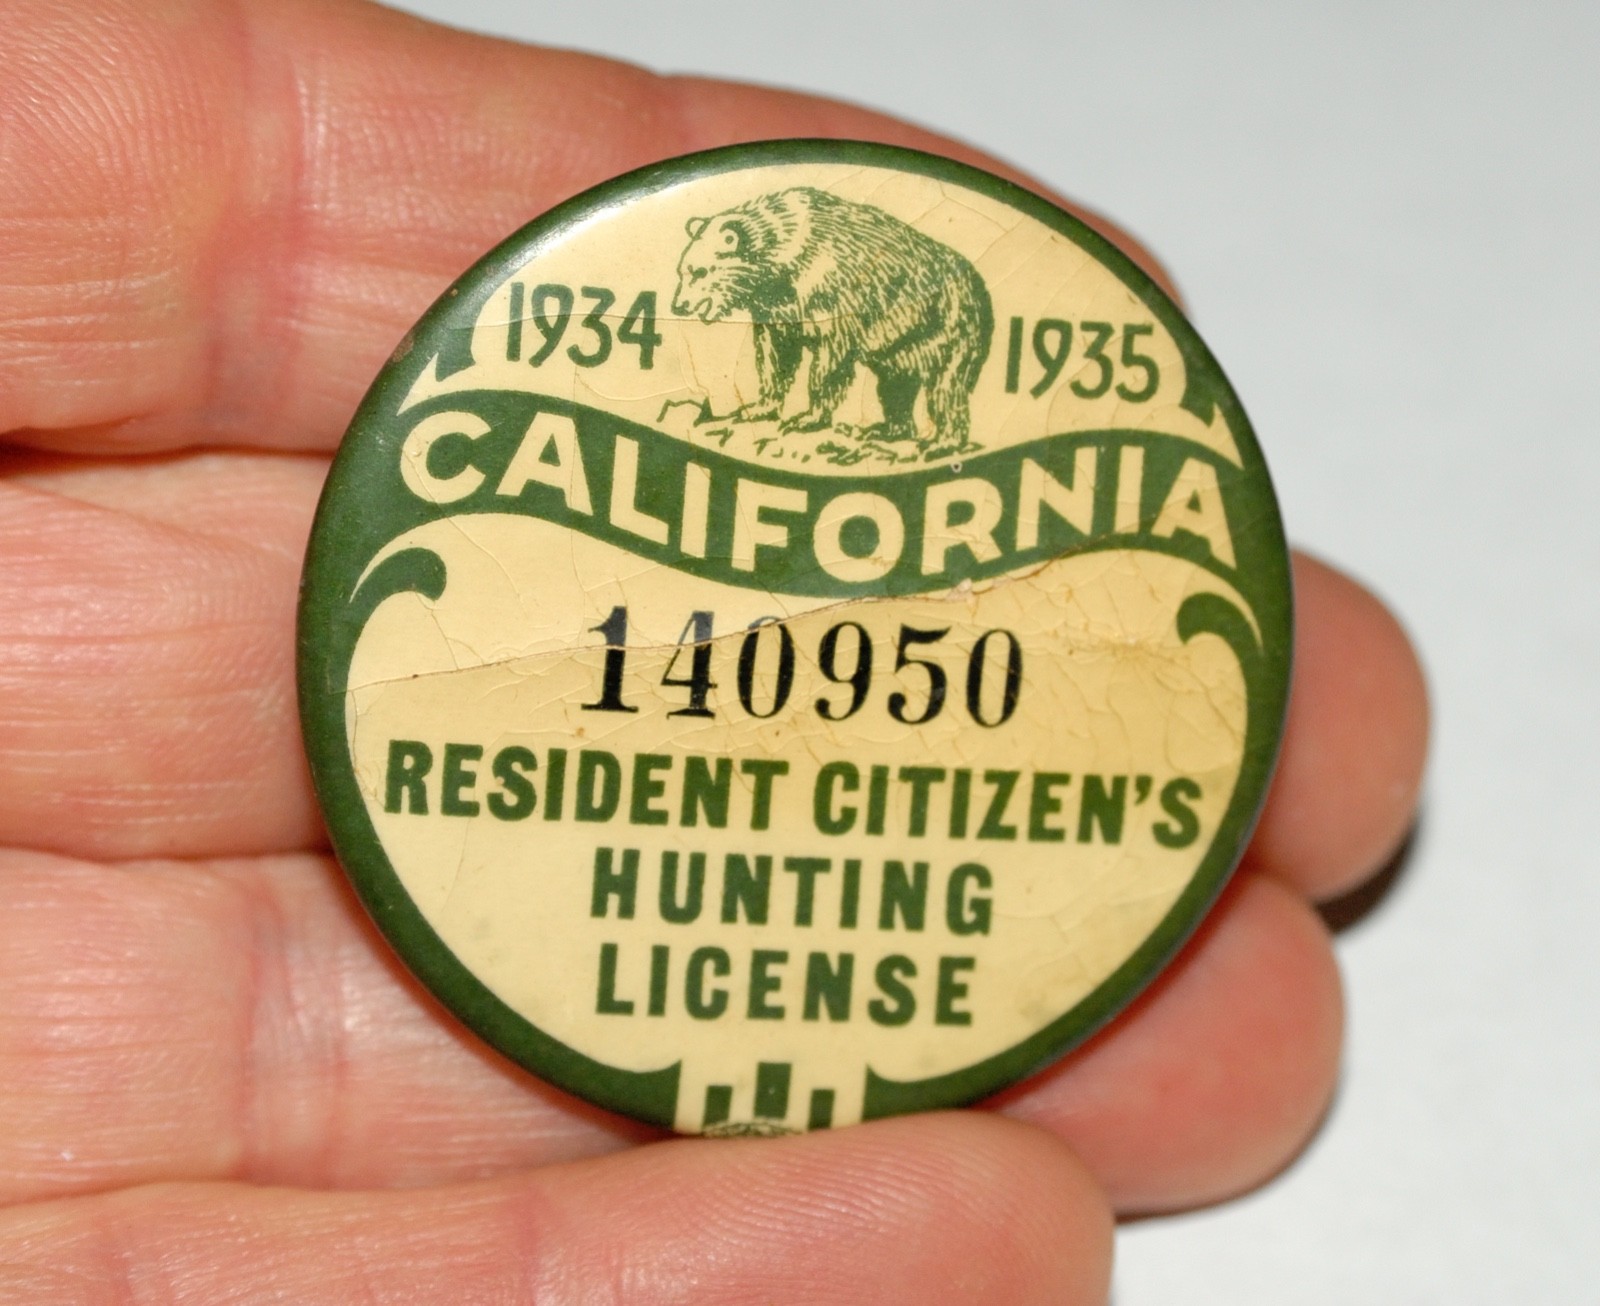 1934 1935
CALIFORNIA
140950
RESIDENT CITIZEN'S
HUNTING
LICENSE